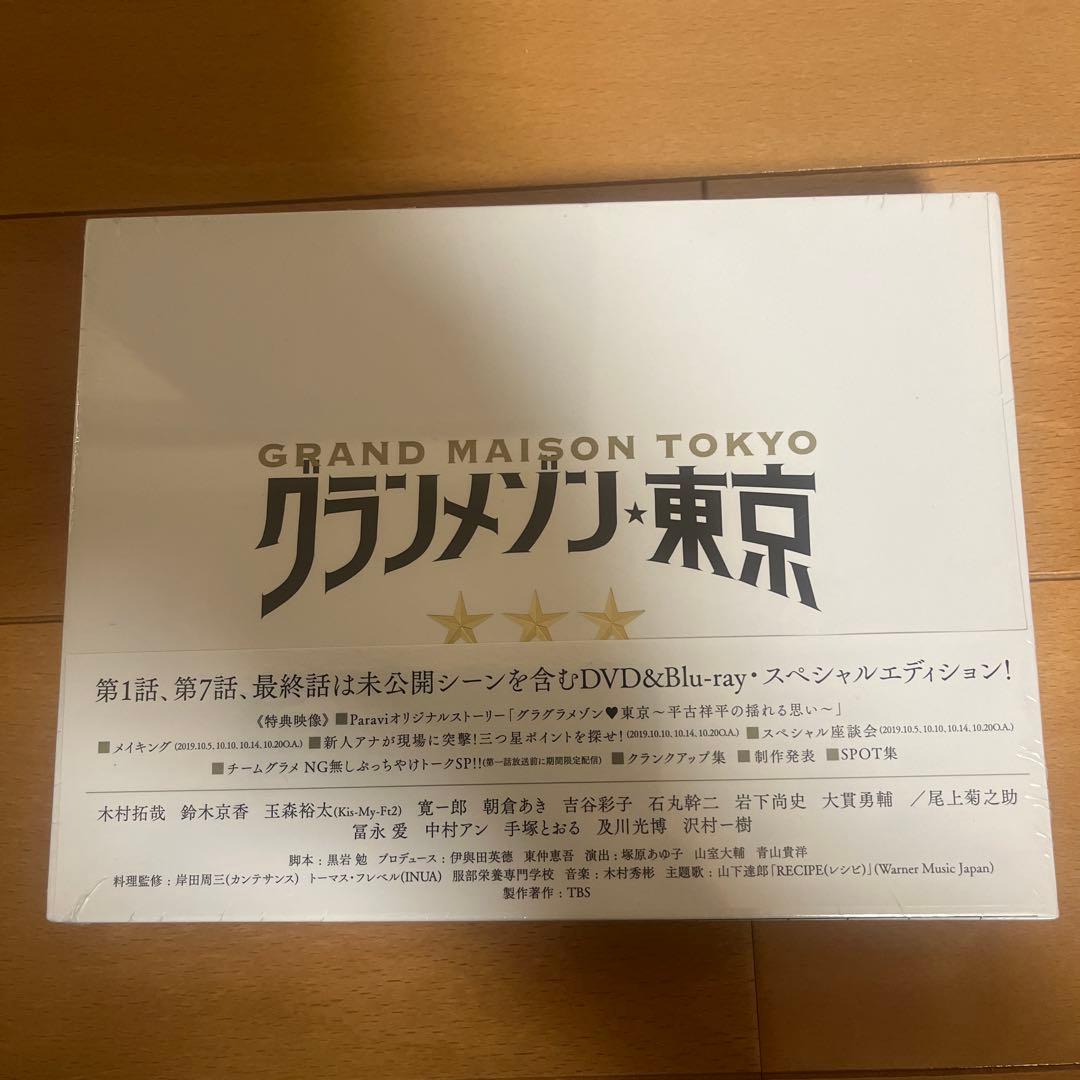 GRAND MAISON TOKYO
グランメゾン★東京
第1話、第7話、最終話は未公開シーンを含むDVD&Blu-ray・スペシャルエディション!
《特典映像》 ■Paraviオリジナルストーリー「グラグラメゾン♥東京〜平古祥平の揺れる思い〜」
■メイキング(2019.10.5、10.10、10.14、10.20O.A.) ■新人アナが現場に突撃!三つ星ポイントを探せ!(2019.10.10、10.14、10.20O.A.) ■スペシャル座談会(2019.10.5、10.10、10.14、10.20O.A.)
■チームグラメ NG無しぶっちやけトークSP!!(第一話放送前に期間限定配信) ■クランクアップ集 ■制作発表 ■SPOT集
木村拓哉 鈴木京香 玉森裕太(Kis-My-Ft2) 寛一郎 朝倉あき 吉谷彩子 石丸幹二 岩下尚史 大貫勇輔 /尾上菊之助
冨永 愛 中村アン 手塚とおる 及川光博 沢村一樹
脚本:黒岩 勉 プロデュース:伊與田英徳 東仲恵吾 演出:塚原あゆ子 山室大輔 青山貴洋
料理監修:岸田周三(カンテサンス) トーマス・フレベル(INUA) 服部栄養専門学校 音楽:木村秀彬 主題歌:山下達郎「RECIPE(レシピ)」(Warner Music Japan)
製作著作:TBS